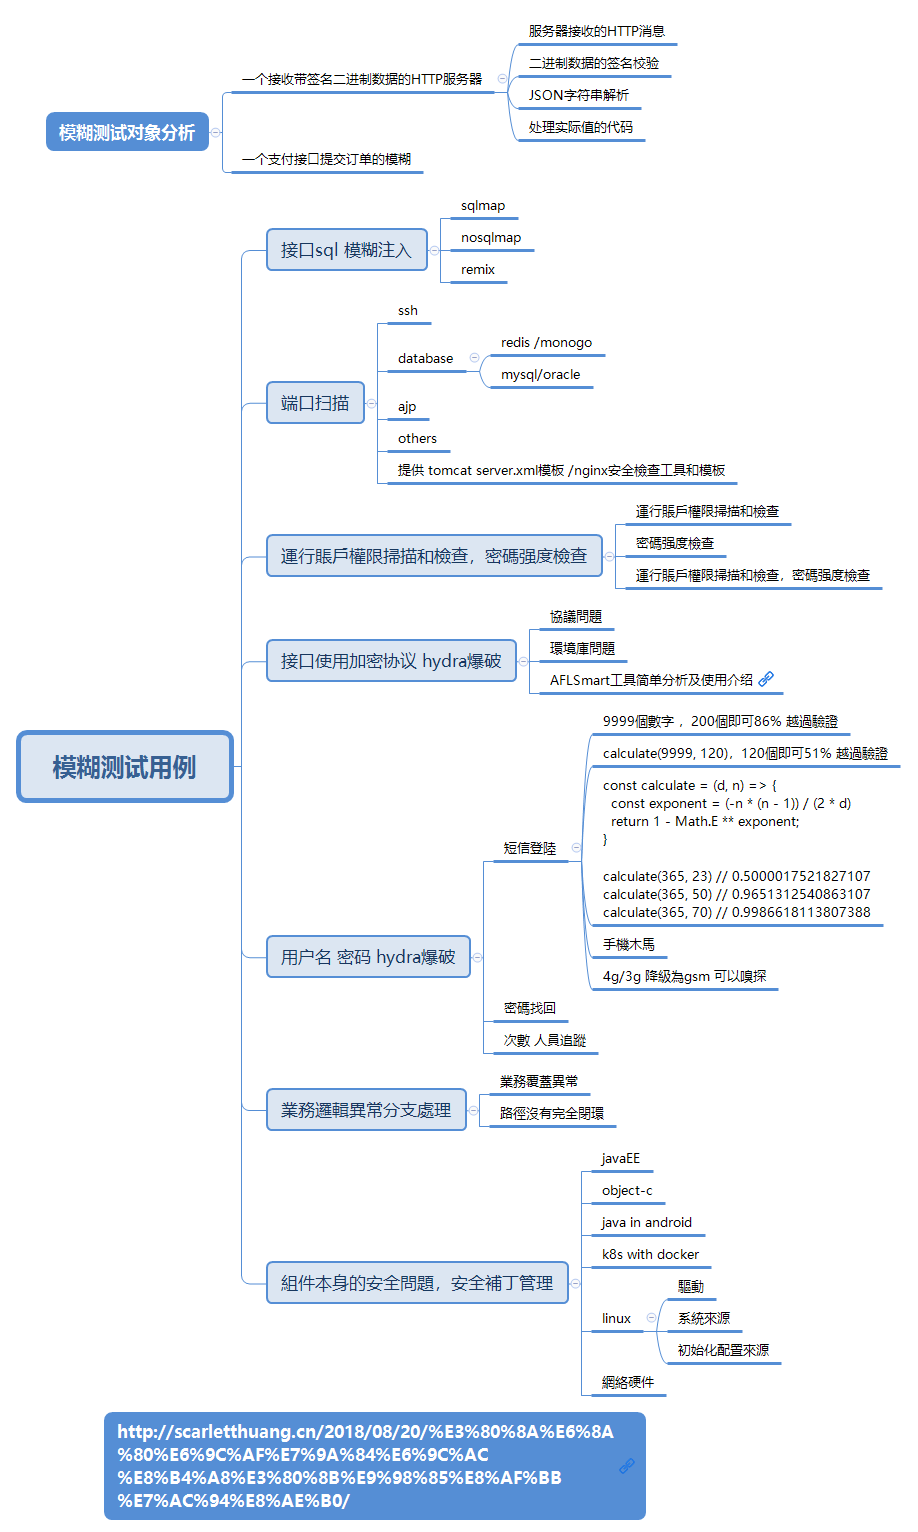 模糊测试对象分析
一个接收带签名二进制数据的HTTP服务器
服务器接收的HTTP消息
二进制数据的签名校验
JSON字符串解析
处理实际值的代码
一个支付接口提交订单的模糊
模糊测试用例
接口sql 模糊注入
sqlmap
nosqlmap
remix
端口扫描
ssh
database
redis /monogo
mysql/oracle
ajp
others
提供 tomcat server.xml模板 /nginx安全檢查工具和模板
運行賬戶權限掃描和檢查，密碼强度檢查
運行賬戶權限掃描和檢查
密碼强度檢查
運行賬戶權限掃描和檢查，密碼强度檢查
接口使用加密协议 hydra爆破
協議問題
環境庫問題
AFLSmart工具简单分析及使用介绍
用户名 密码 hydra爆破
短信登陸
9999個數字 ，200個即可86% 越過驗證
calculate(9999, 120)，120個即可51% 越過驗證
const calculate = (d, n) => {
const exponent = (-n * (n - 1)) / (2 * d)
return 1 - Math.E ** exponent;
}
calculate(365, 23) // 0.5000017521827107
calculate(365, 50) // 0.9651312540863107
calculate(365, 70) // 0.9986618113807388
手機木馬
4g/3g 降級為gsm 可以嗅探
密碼找回
次數 人員追蹤
業務邏輯異常分支處理
業務覆蓋異常
路徑沒有完全閉環
組件本身的安全問題，安全補丁管理
javaEE
object-c
java in android
k8s with docker
linux
驅動
系統來源
初始化配置來源
網絡硬件
http://scarletthuang.cn/2018/08/20/%E3%80%8A%E6%8A
%80%E6%9C%AF%E7%9A%84%E6%9C%AC
%E8%B4%A8%E3%80%8B%E9%98%85%E8%AF%BB
%E7%AC%94%E8%AE%B0/